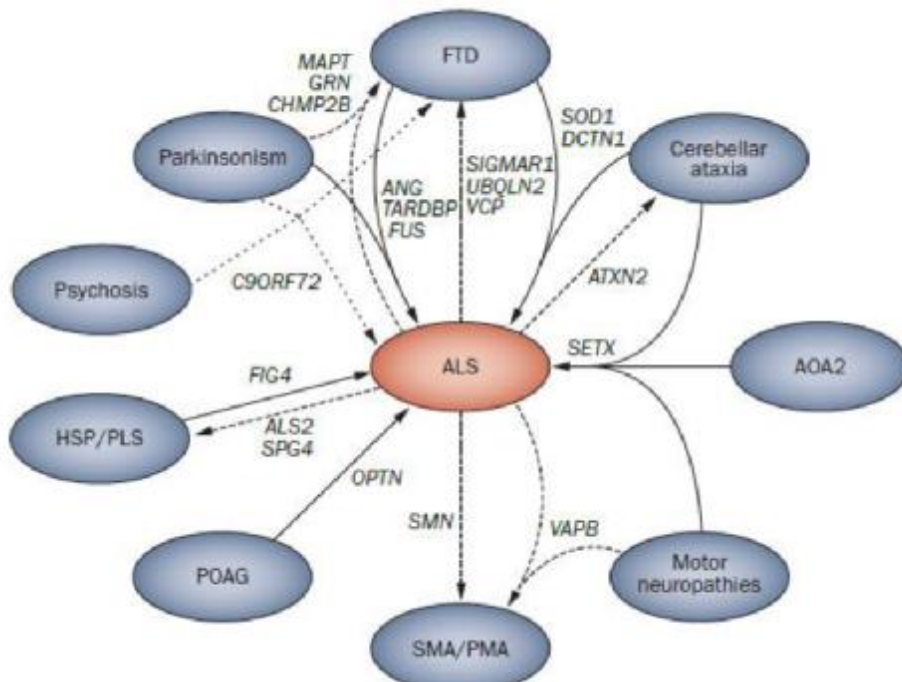 FTD
MAPT
GRN
CHMP2B
SOD1
DCTN1
Parkinsonism
Cerebellar
ataxia
SIGMAR1
UBQLN2
VCP
ANG
TARDBP
FUS
Psychosis
C9ORF72
ATXN2
ALS
SETX
AOA2
FIG4
HSP/PLS
ALS2
SPG4
OPTN
SMN
VAPB
POAG
Motor
neuropathies
SMA/PMA